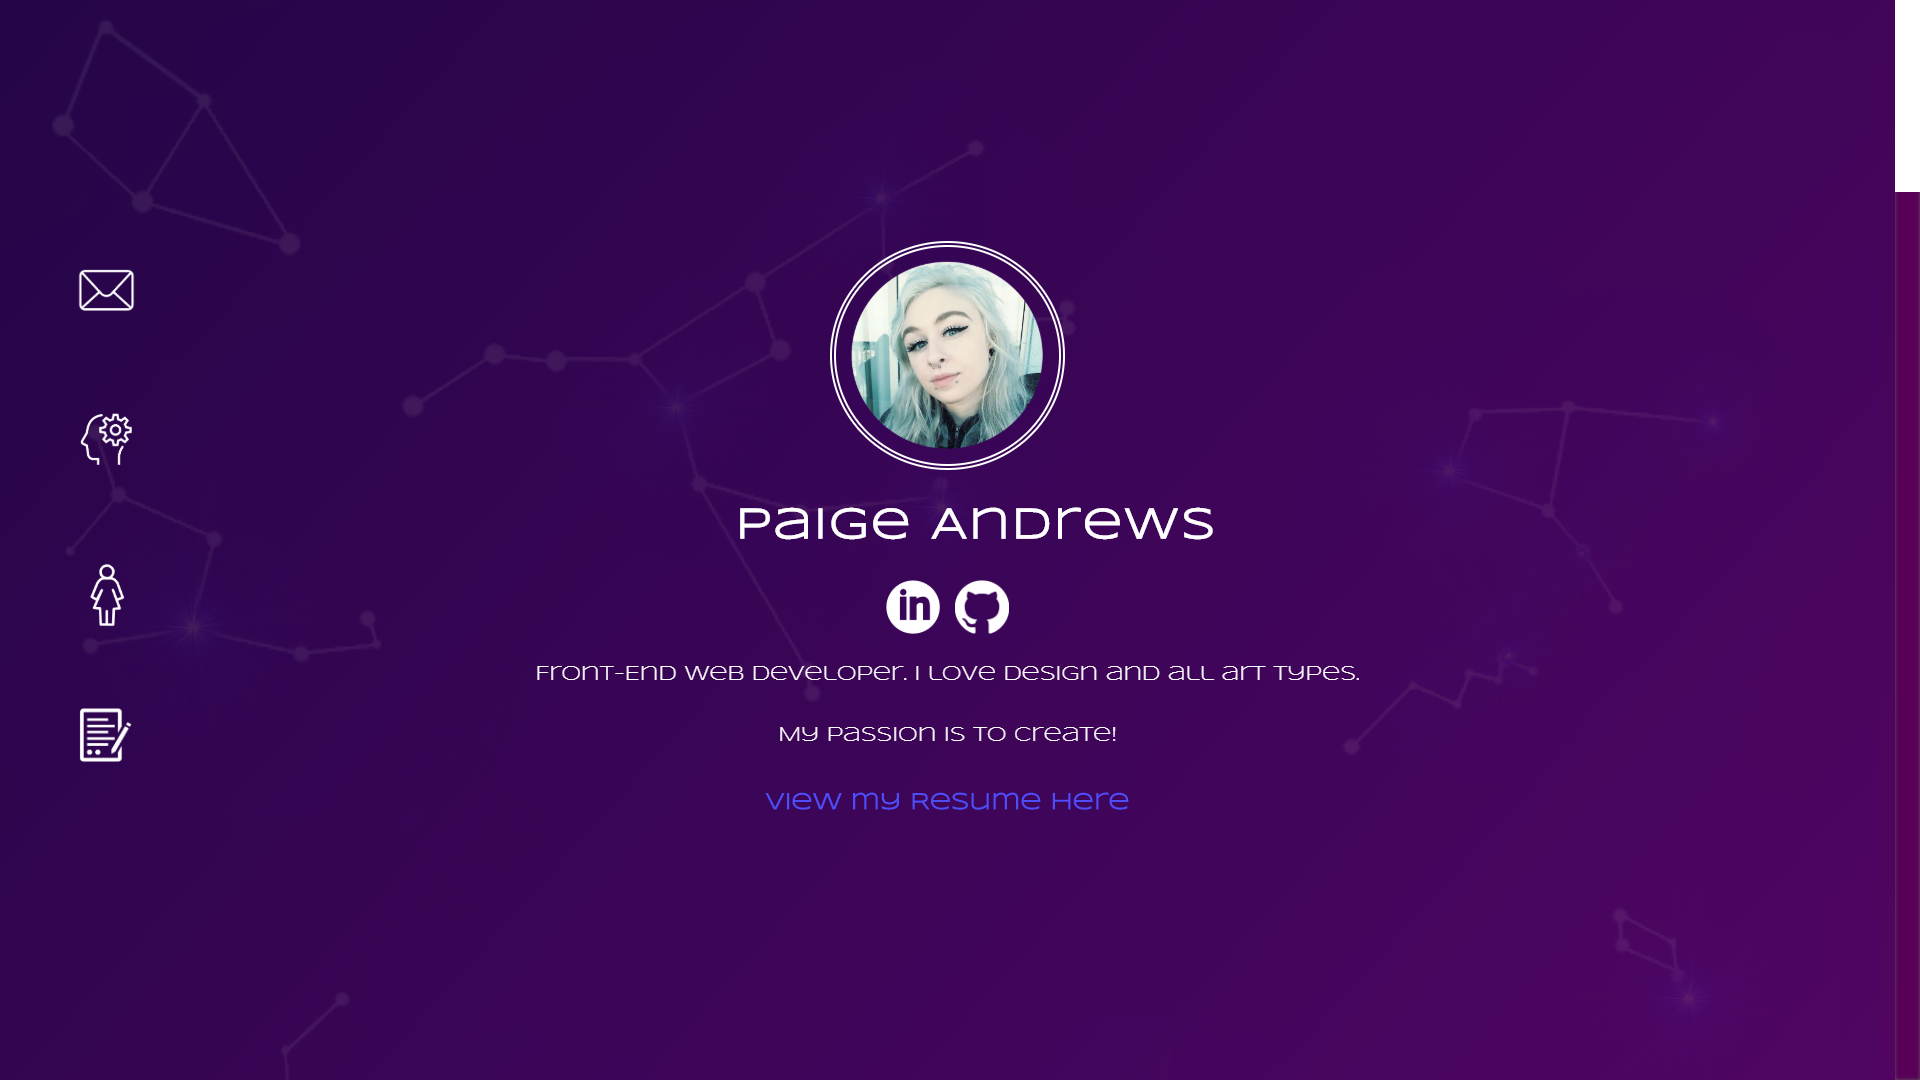 Paige Andrews
in
Front-End Web Developer. I love design and all art types.
My passion is to create!
View my Resume Here